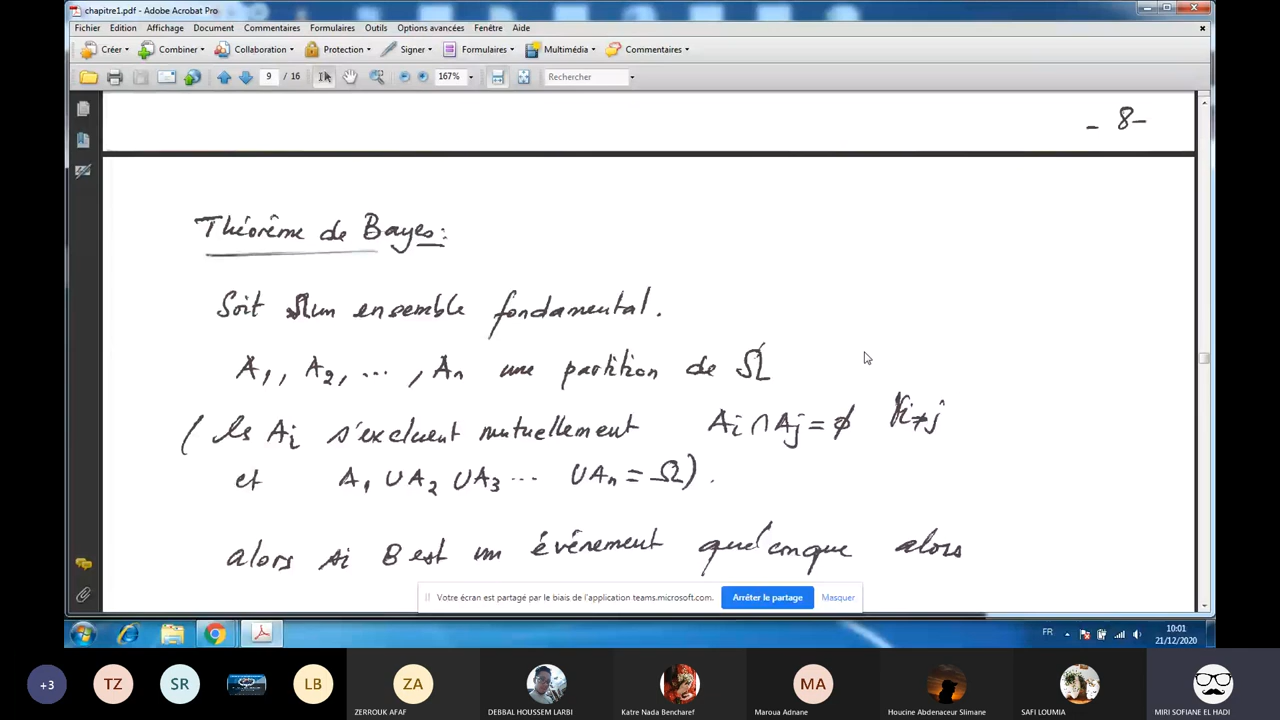 chapitre1.pdf - Adobe Acrobat Pro
Fichier Edition Affichage Document Commentaires Formulaires Outils Options avancées Fenêtre Aide
Créer Combiner Collaboration Protection Signer Formulaires Multimédia Commentaires
9 / 16 167% Rechercher
- 8-
Théorème de Bayes:
Soit Ω un ensemble fondamental.
A1, A2, ..., An une partition de Ω
(les Ai s'excluent mutuellement Ai ∩ Aj = ∅ ∀i≠j
et A1 ∪ A2 ∪ A3 ... ∪ An = Ω).
alors si B est un événement quelconque alors
Votre écran est partagé par le biais de l'application teams.microsoft.com. Arrêter le partage Masquer
FR 10:01
21/12/2020
+3 TZ SR LB ZA MA
ZERROUK AFAF DEBBAL HOUSSEM LARBI Katre Nada Bencharef Maroua Adnane Houcine Abdenaceur Slimane SAFI LOUMIA MIRI SOFIANE EL HADI